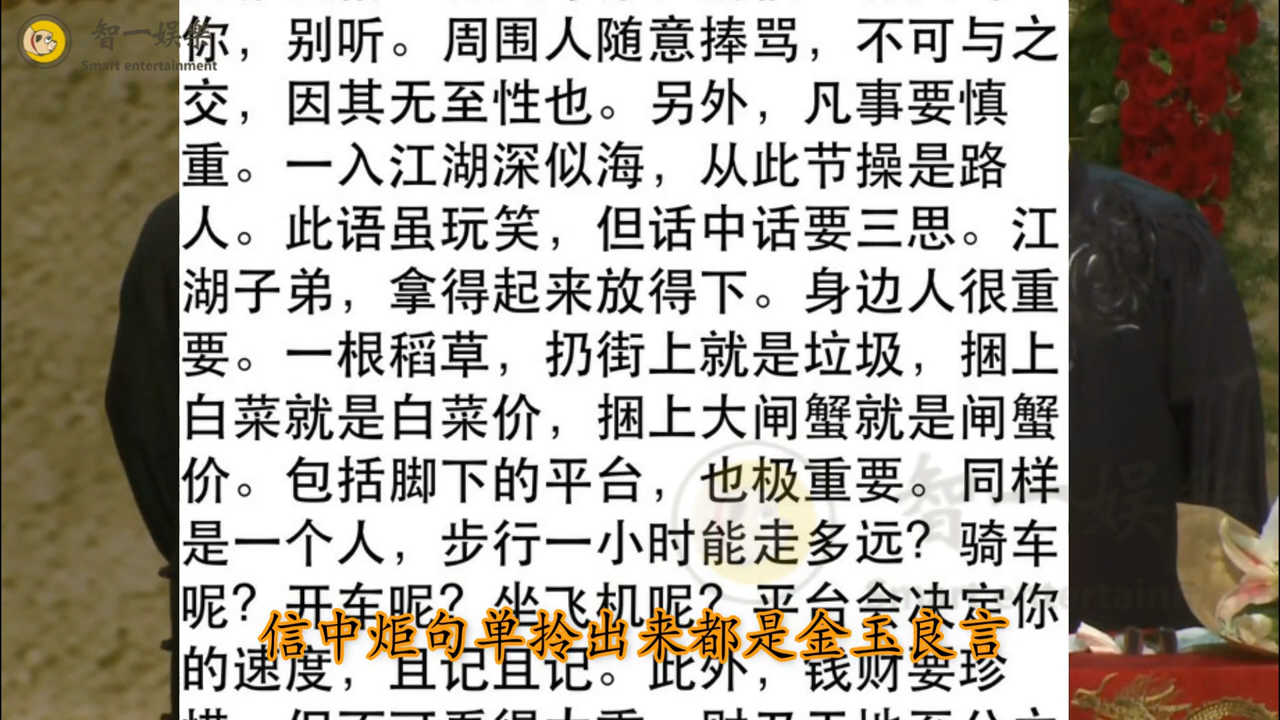 智一娱乐
Smart entertainment
你，别听。周围人随意捧骂，不可与之
交，因其无至性也。另外，凡事要慎
重。一入江湖深似海，从此节操是路
人。此语虽玩笑，但话中话要三思。江
湖子弟，拿得起来放得下。身边人很重
要。一根稻草，扔街上就是垃圾，捆上
白菜就是白菜价，捆上大闸蟹就是闸蟹
价。包括脚下的平台，也极重要。同样
智一娱
是一个人，步行一小时能走多远？骑车
呢？开车呢？坐飞机呢？平台会决定你
entertainment
信中炬句单拎出来都是金玉良言
的速度，且记且记。此外，钱财要珍